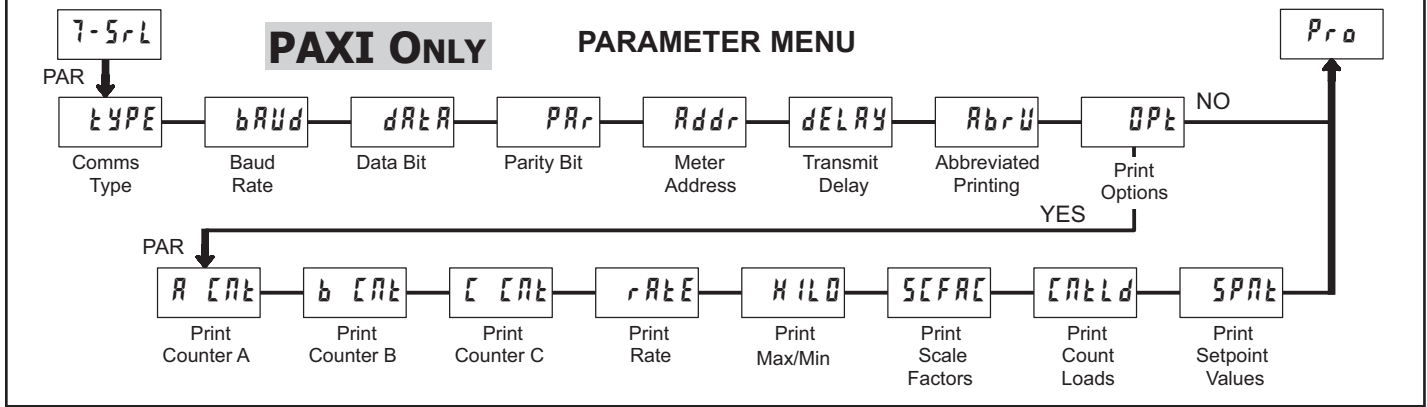 7-SrL
PAXI ONLY
PARAMETER MENU
Pro
PAR
tYPE
bAUd
dAtA
PAr
Addr
dELAY
AbrV
OPt
NO
Comms
Type
Baud
Rate
Data Bit
Parity Bit
Meter
Address
Transmit
Delay
Abbreviated
Printing
Print
Options
YES
PAR
A CNt
b CNt
C CNt
rAtE
HILO
SCFAC
CNtLd
SPNt
Print
Counter A
Print
Counter B
Print
Counter C
Print
Rate
Print
Max/Min
Print
Scale
Factors
Print
Count
Loads
Print
Setpoint
Values